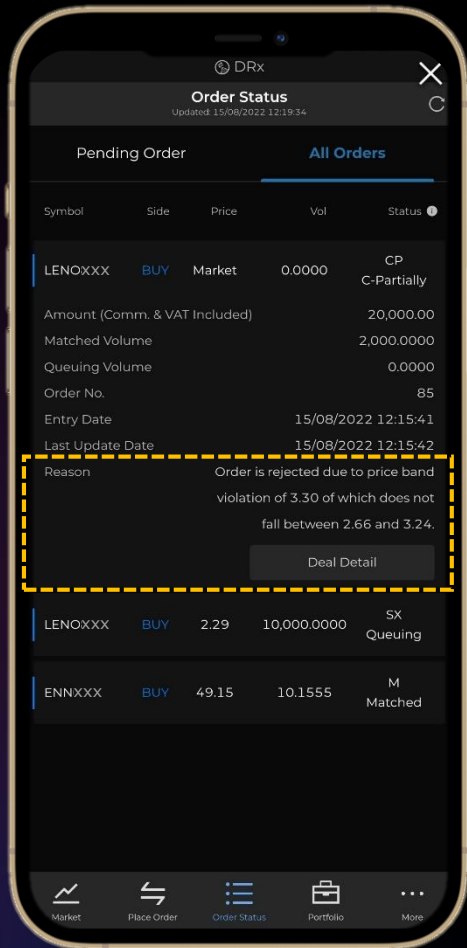 DRx
Order Status
Updated: 15/08/2022 12:19:34
Pending Order All Orders
Symbol Side Price Vol Status
LENOXXX BUY Market 0.0000 CP
C-Partially
Amount (Comm. & VAT Included) 20,000.00
Matched Volume 2,000.0000
Queuing Volume 0.0000
Order No. 85
Entry Date 15/08/2022 12:15:41
Last Update Date 15/08/2022 12:15:42
Reason Order is rejected due to price band
violation of 3.30 of which does not
fall between 2.66 and 3.24.
Deal Detail
LENOXXX BUY 2.29 10,000.0000 SX
Queuing
ENNXXX BUY 49.15 10.1555 M
Matched
Market Place Order Order Status Portfolio More